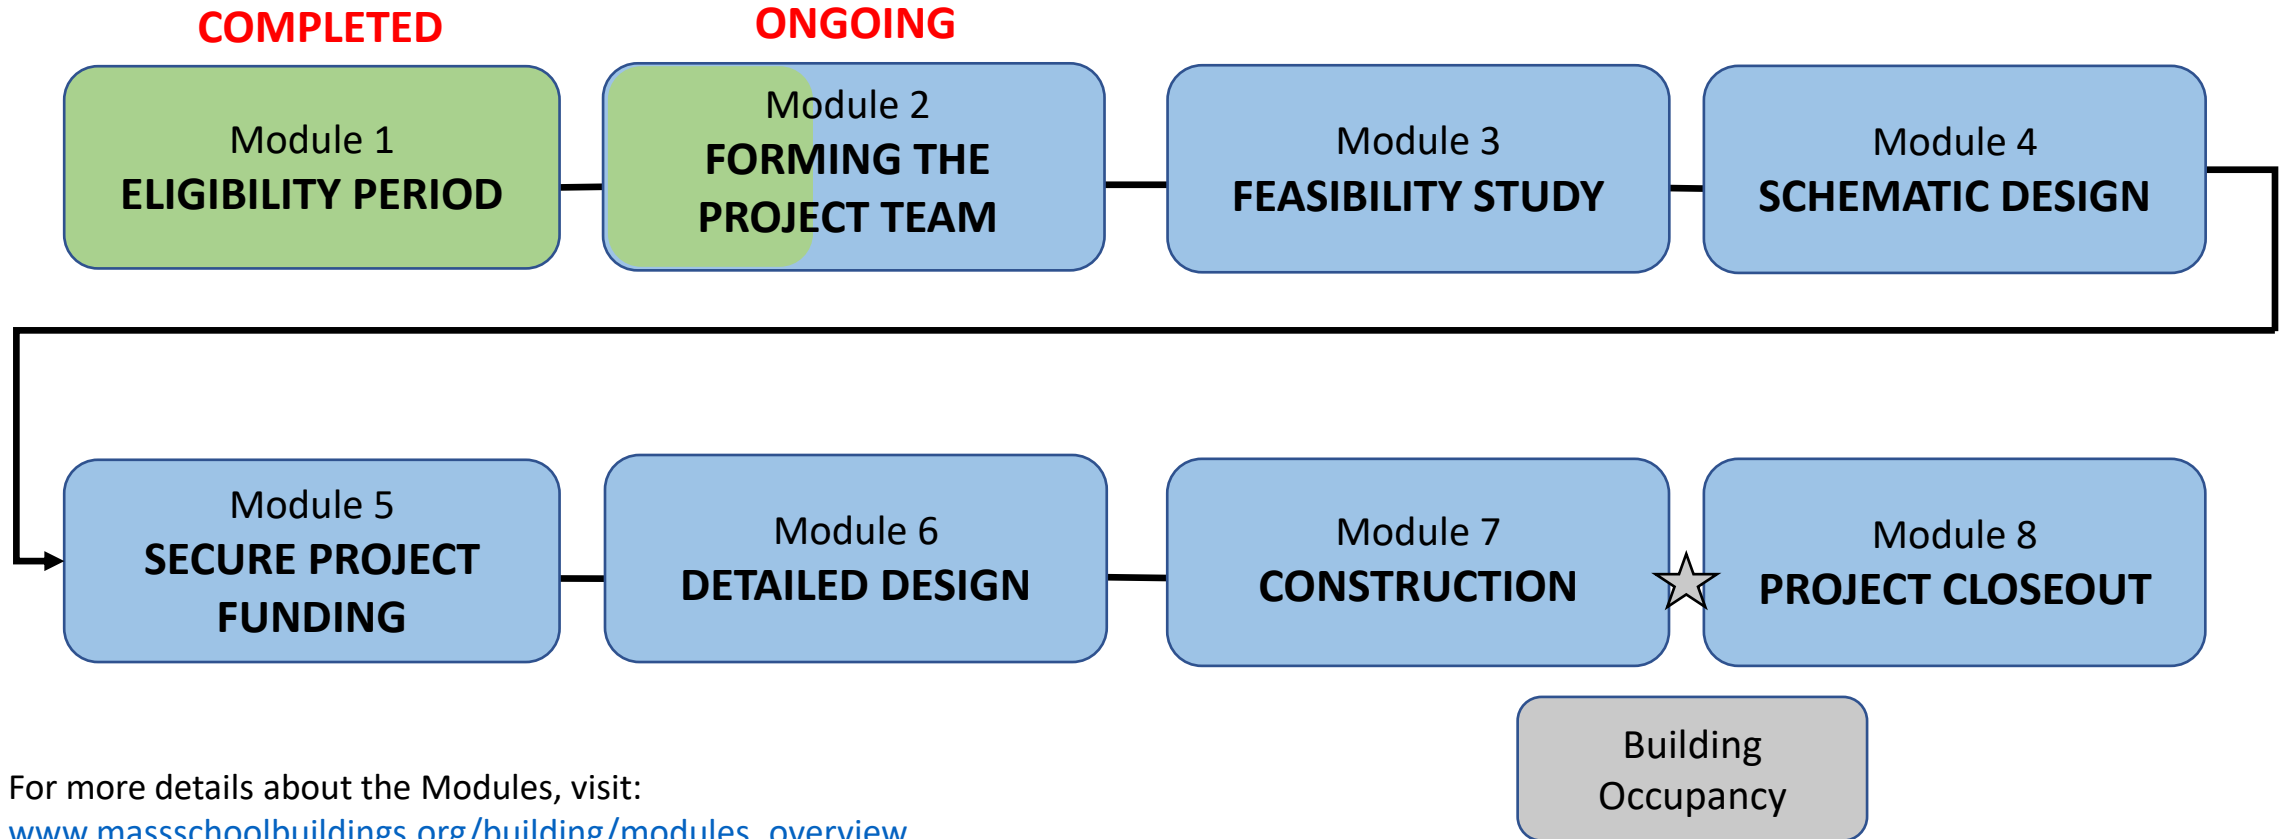 COMPLETED
ONGOING
Module 1
ELIGIBILITY PERIOD
Module 2
FORMING THE
PROJECT TEAM
Module 3
FEASIBILITY STUDY
Module 4
SCHEMATIC DESIGN
Module 5
SECURE PROJECT
FUNDING
Module 6
DETAILED DESIGN
Module 7
CONSTRUCTION
Module 8
PROJECT CLOSEOUT
Building
Occupancy
For more details about the Modules, visit:
www.massschoolbuildings.org/building/modules_overview